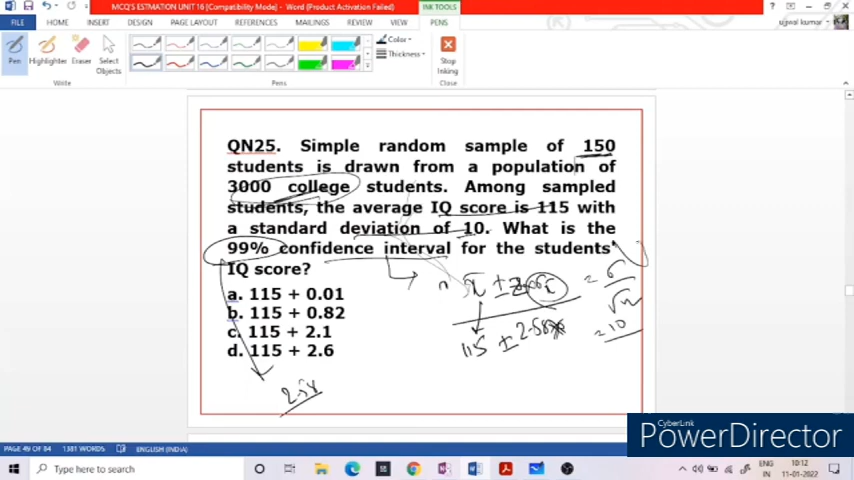 MCQ'S ESTMATION UNIT 16 [Compatibility Mode] - Word (Product Activation Failed)
INK TOOLS
FILE HOME INSERT DESIGN PAGE LAYOUT REFERENCES MAILINGS REVIEW VIEW PENS
ujjwal kumar
Pen
Highlighter
Eraser
Select Objects
Color
Thickness
Stop Inking
Write
Pens
Close
QN25. Simple random sample of 150
students is drawn from a population of
3000 college students. Among sampled
students, the average IQ score is 115 with
a standard deviation of 10. What is the
99% confidence interval for the students'
IQ score?
a. 115 + 0.01
b. 115 + 0.82
c. 115 + 2.1
d. 115 + 2.6
= σ
√n
= 10
115 ± 2.58
2.58
CyberLink
PowerDirector
PAGE 49 OF 84 1381 WORDS ENGLISH (INDIA)
Type here to search
ENG
IN
10:12
11-01-2022